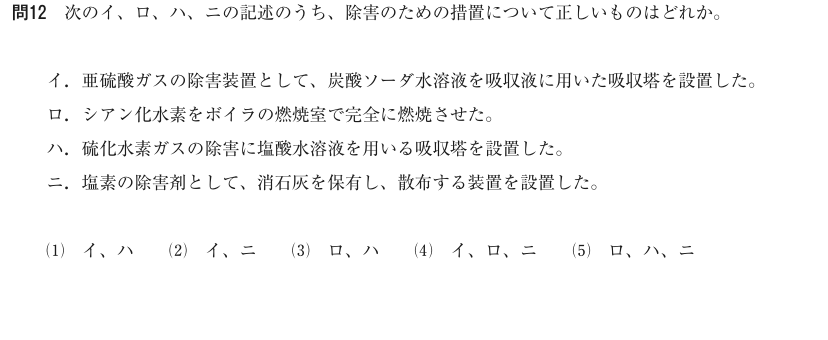 問12　次のイ、ロ、ハ、ニの記述のうち、除害のための措置について正しいものはどれか。
イ．亜硫酸ガスの除害装置として、炭酸ソーダ水溶液を吸収液に用いた吸収塔を設置した。
ロ．シアン化水素をボイラの燃焼室で完全に燃焼させた。
ハ．硫化水素ガスの除害に塩酸水溶液を用いる吸収塔を設置した。
ニ．塩素の除害剤として、消石灰を保有し、散布する装置を設置した。
(1)　イ、ハ　(2)　イ、ニ　(3)　ロ、ハ　(4)　イ、ロ、ニ　(5)　ロ、ハ、ニ